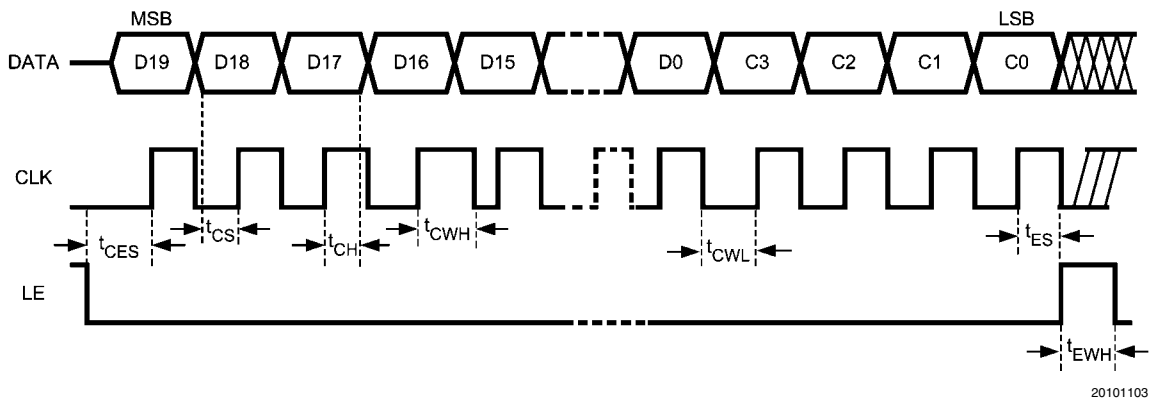 MSB LSB
DATA D19 D18 D17 D16 D15 D0 C3 C2 C1 C0
CLK
tCES tCS tCH tCWH tCWL tES
LE
tEWH
20101103